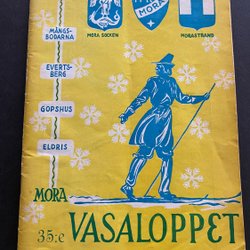 MÅNGS-
BODARNA
MORA SOCKEN
MORA
MORASTRAND
EVERTS-
BERG
GOPSHUS
ELDRIS
MORA
35:e
VASALOPPET